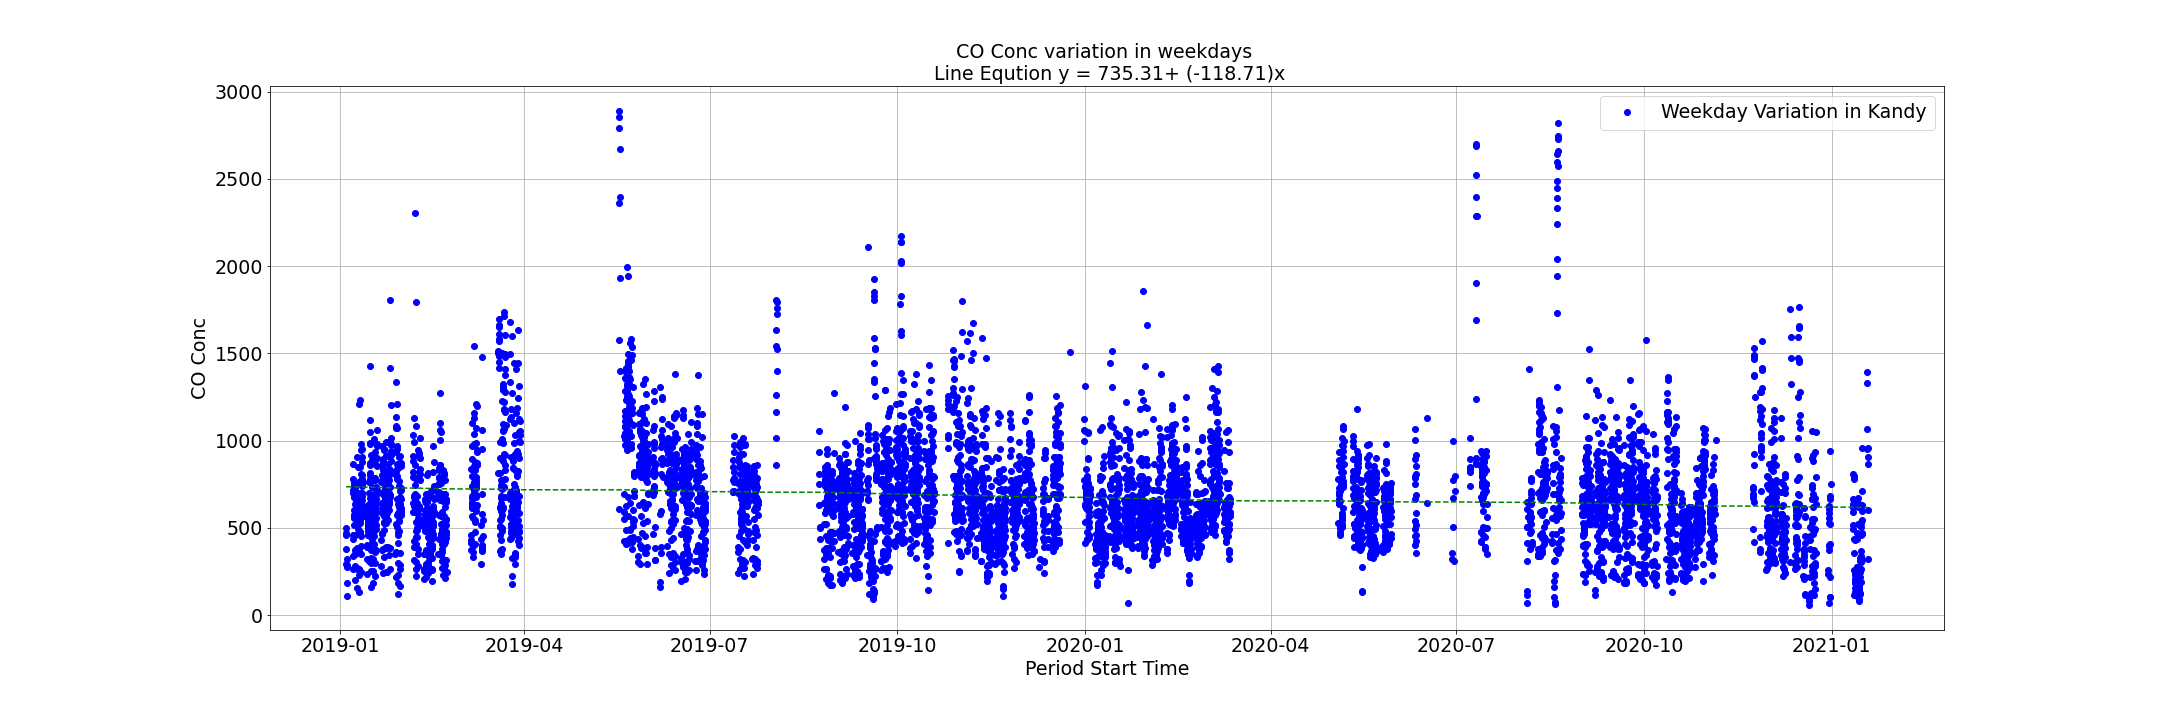 CO Conc variation in weekdays
Line Eqution y = 735.31+ (-118.71)x
Weekday Variation in Kandy
3000
2500
2000
1500
1000
500
0
CO Conc
2019-01 2019-04 2019-07 2019-10 2020-01 2020-04 2020-07 2020-10 2021-01
Period Start Time